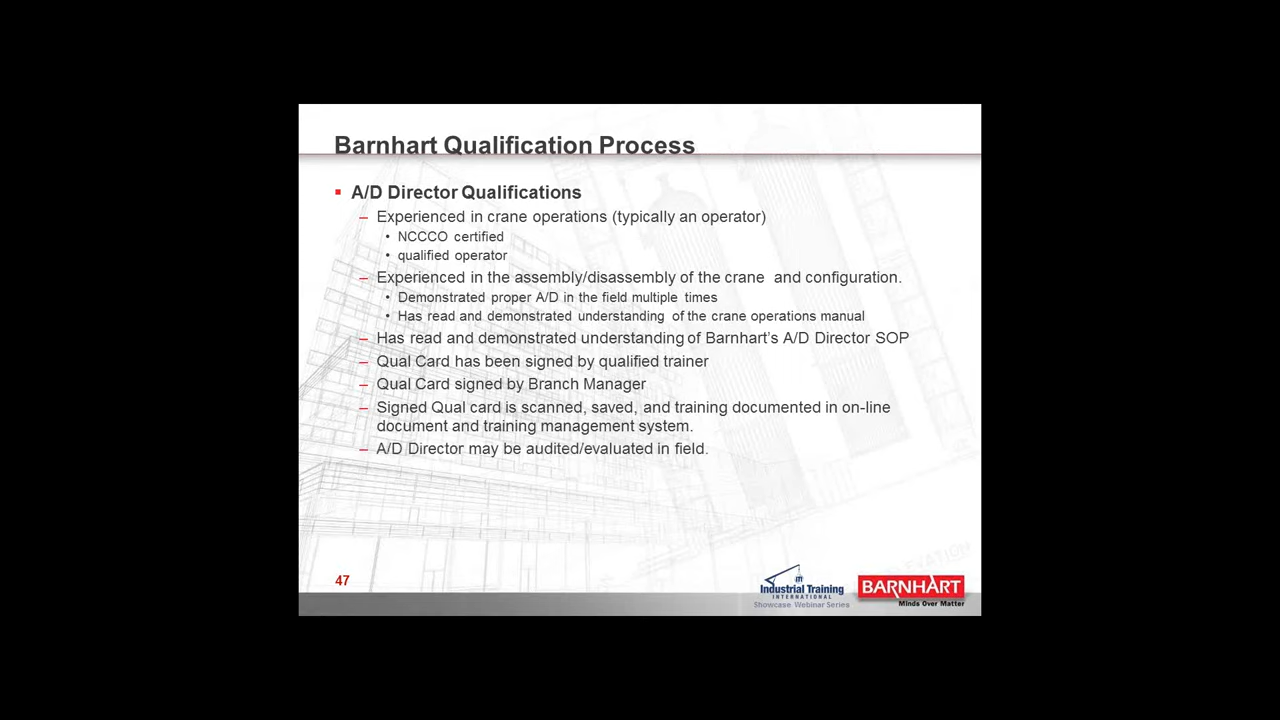 Barnhart Qualification Process
▪ A/D Director Qualifications
– Experienced in crane operations (typically an operator)
• NCCCO certified
• qualified operator
– Experienced in the assembly/disassembly of the crane and configuration.
• Demonstrated proper A/D in the field multiple times
• Has read and demonstrated understanding of the crane operations manual
– Has read and demonstrated understanding of Barnhart's A/D Director SOP
– Qual Card has been signed by qualified trainer
– Qual Card signed by Branch Manager
– Signed Qual card is scanned, saved, and training documented in on-line
document and training management system.
– A/D Director may be audited/evaluated in field.
47
Industrial Training
INTERNATIONAL
Showcase Webinar Series
BARNHART
Minds Over Matter